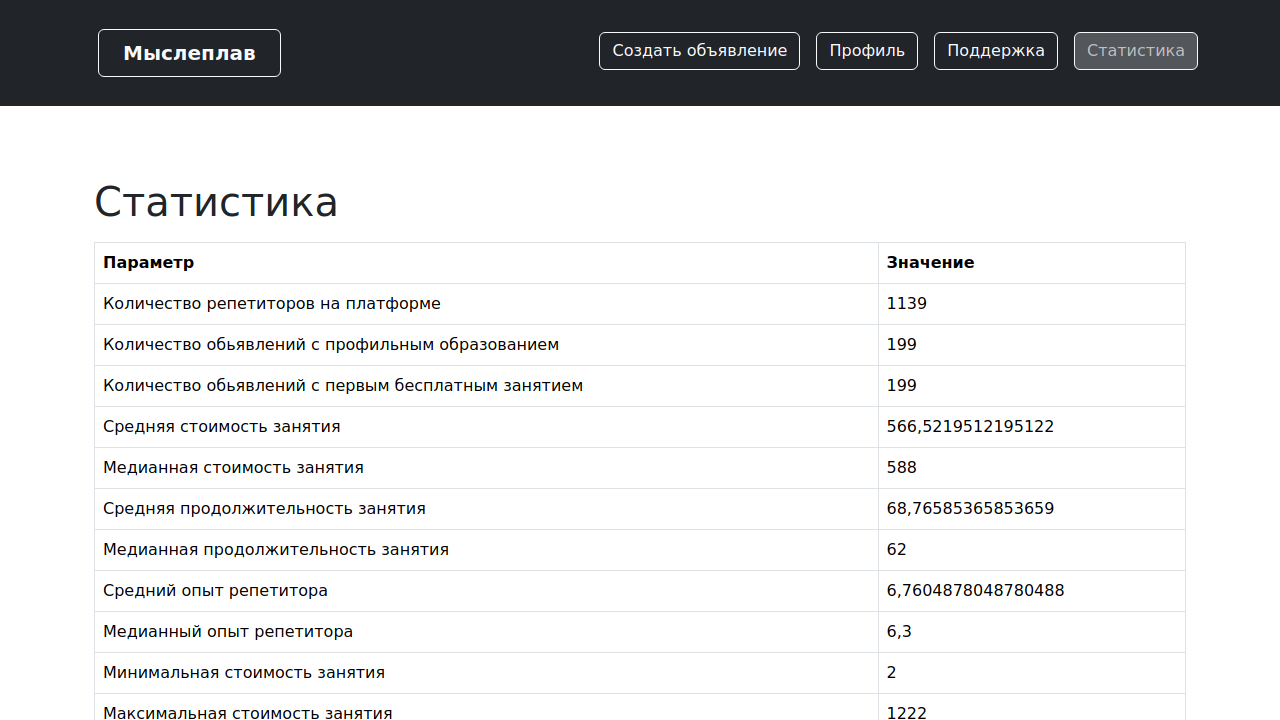 Мыслеплав
Создать объявление Профиль Поддержка Статистика
Статистика
Параметр Значение
Количество репетиторов на платформе 1139
Количество обьявлений с профильным образованием 199
Количество обьявлений с первым бесплатным занятием 199
Средняя стоимость занятия 566,5219512195122
Медианная стоимость занятия 588
Средняя продолжительность занятия 68,76585365853659
Медианная продолжительность занятия 62
Средний опыт репетитора 6,7604878048780488
Медианный опыт репетитора 6,3
Минимальная стоимость занятия 2
Максимальная стоимость занятия 1222